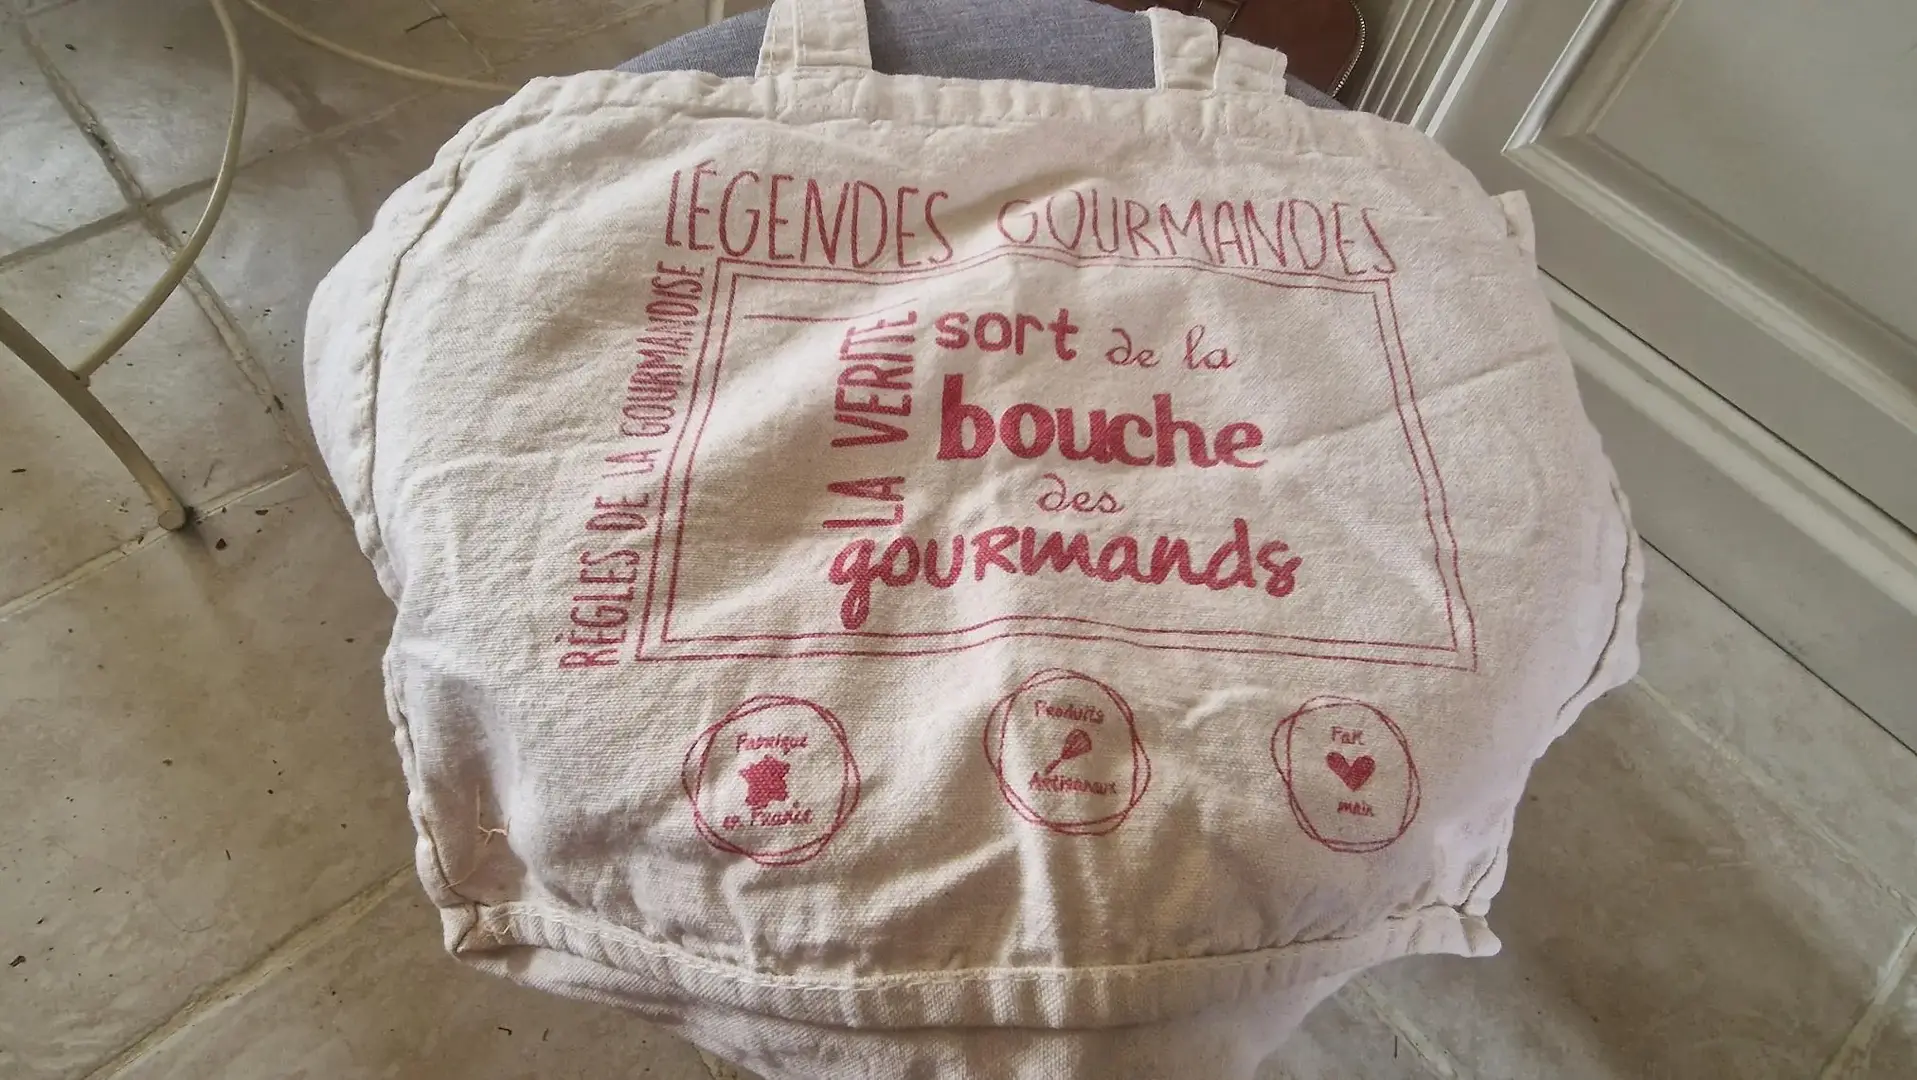 LÉGENDES GOURMANDES
RÈGLES DE LA GOURMANDISE
LA VERITE
sort de la
bouche
des
gourmands
Fabriqué
en France
Produits
Artisanaux
Fait
main